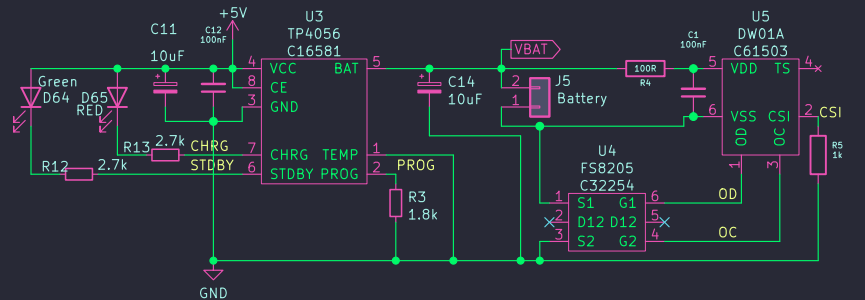 +5V
C11
10uF
C12
100nF
U3
TP4056
C16581
4 VCC BAT 5
8 CE
3 GND
7 CHRG TEMP 1
6 STDBY PROG 2
Green
D64
D65
RED
R13 2.7k
R12 2.7k
CHRG
STDBY
PROG
R3
1.8k
GND
VBAT
C14
10uF
2
1
J5
Battery
100R
R4
C1
100nF
U5
DW01A
C61503
5 VDD TS 4
6 VSS CSI 2
OD OC
1 3
CSI
R5
1k
U4
FS8205
C32254
1 S1 G1 6
2 D12 D12 5
3 S2 G2 4
OD
OC